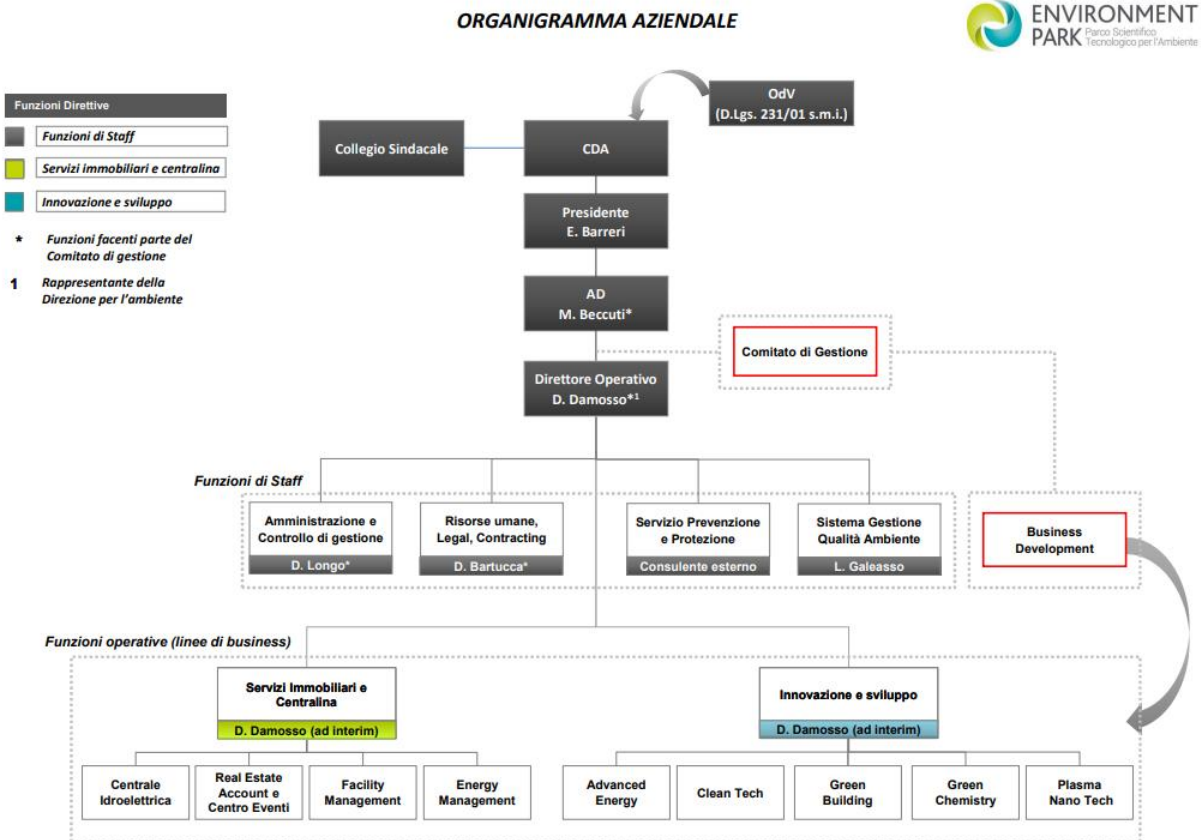 ORGANIGRAMMA AZIENDALE
ENVIRONMENT
PARK Parco Scientifico
Tecnologico per l'Ambiente
Funzioni Direttive
Funzioni di Staff
Servizi immobiliari e centralina
Innovazione e sviluppo
* Funzioni facenti parte del
Comitato di gestione
1 Rappresentante della
Direzione per l'ambiente
OdV
(D.Lgs. 231/01 s.m.i.)
Collegio Sindacale
CDA
Presidente
E. Barreri
AD
M. Beccuti*
Comitato di Gestione
Direttore Operativo
D. Damosso*¹
Funzioni di Staff
Amministrazione e
Controllo di gestione
D. Longo*
Risorse umane,
Legal, Contracting
D. Bartucca*
Servizio Prevenzione
e Protezione
Consulente esterno
Sistema Gestione
Qualità Ambiente
L. Galeasso
Business
Development
Funzioni operative (linee di business)
Servizi Immobiliari e
Centralina
D. Damosso (ad interim)
Innovazione e sviluppo
D. Damosso (ad interim)
Centrale
Idroelettrica
Real Estate
Account e
Centro Eventi
Facility
Management
Energy
Management
Advanced
Energy
Clean Tech
Green
Building
Green
Chemistry
Plasma
Nano Tech